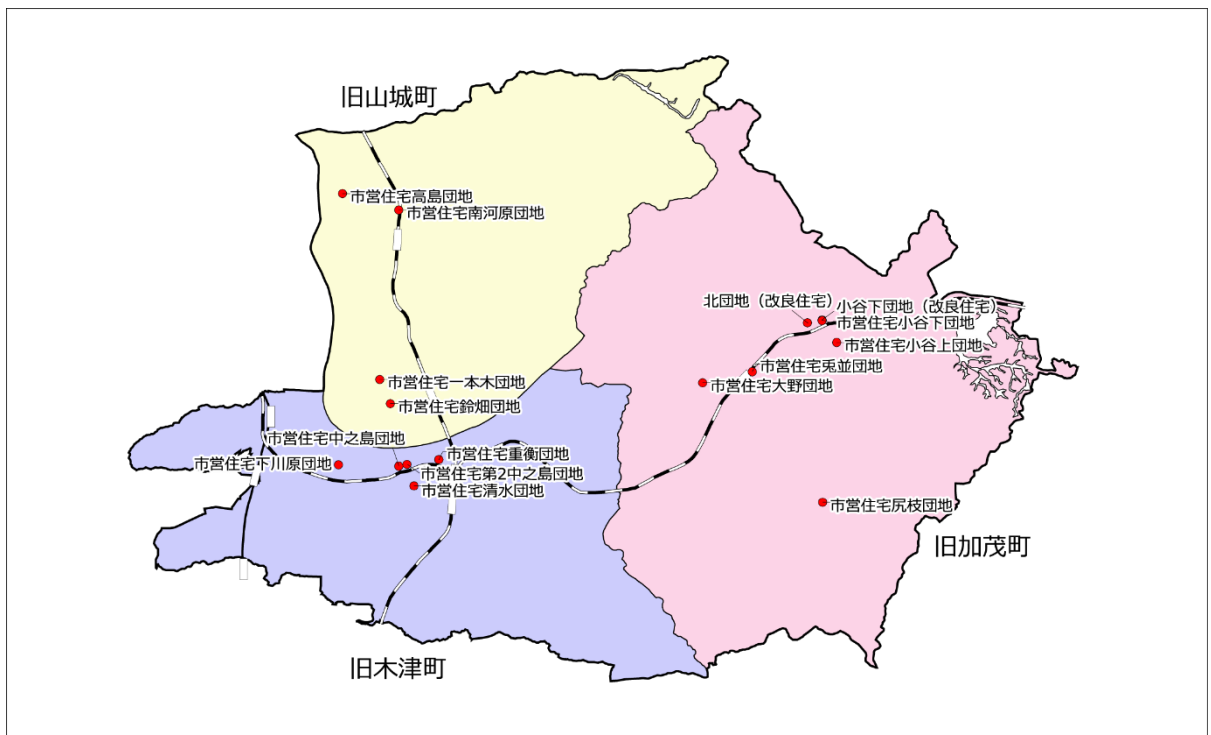 旧山城町
市営住宅高島団地
市営住宅南河原団地
北団地（改良住宅）
小谷下団地（改良住宅）
市営住宅小谷下団地
市営住宅小谷上団地
市営住宅兎並団地
市営住宅大野団地
市営住宅一本木団地
市営住宅鈴畑団地
市営住宅中之島団地
市営住宅重衡団地
市営住宅下川原団地
市営住宅第2中之島団地
市営住宅清水団地
市営住宅尻枝団地
旧加茂町
旧木津町